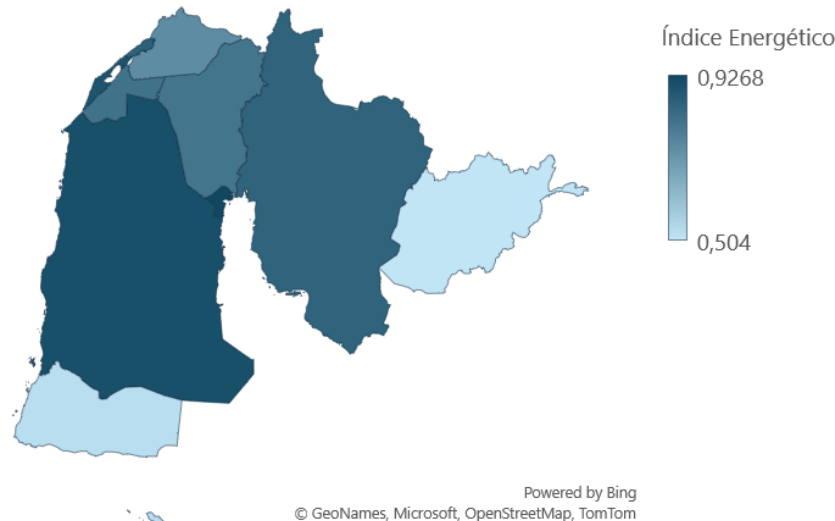 Índice Energético
0,9268
0,504
Powered by Bing
© GeoNames, Microsoft, OpenStreetMap, TomTom